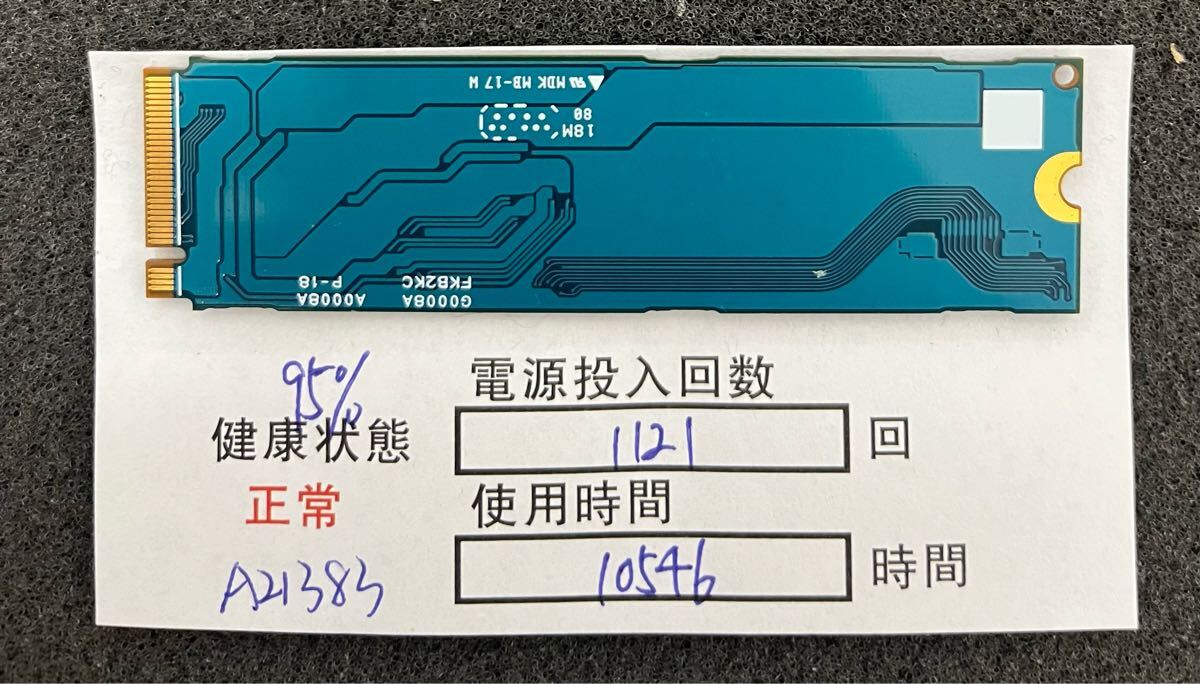 MDK MB-17 W
18M
80
G0008A
FKB2KC
A0008A
P-18
95%
健康状態
正常
A21383
電源投入回数
1121 回
使用時間
10546 時間